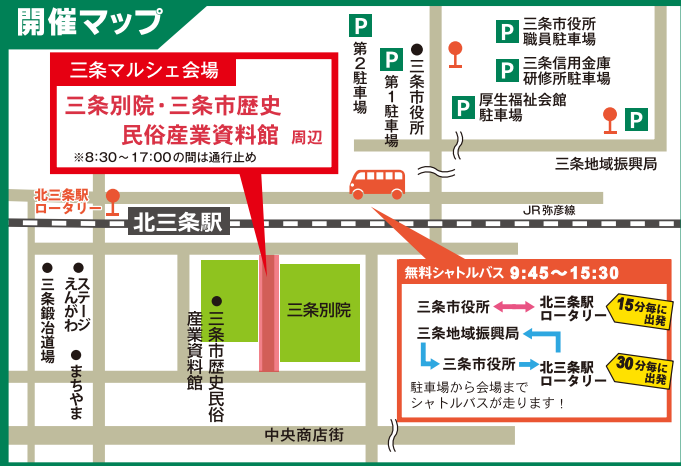 開催マップ
三条マルシェ会場
三条別院・三条市歴史
民俗産業資料館 周辺
※8:30～17:00の間は通行止め
P
第2駐車場
P
第1駐車場
三条市役所
P 三条市役所
職員駐車場
P 三条信用金庫
研修所駐車場
P 厚生福祉会館
駐車場
P
三条地域振興局
北三条駅
ロータリー
JR弥彦線
北三条駅
ステージ
えんがわ
三条鍛冶道場
まちやま
三条市歴史民俗
産業資料館
三条別院
中央商店街
無料シャトルバス 9:45～15:30
三条市役所
北三条駅
ロータリー
15分毎に
出発
三条地域振興局
三条市役所
北三条駅
ロータリー
30分毎に
出発
駐車場から会場まで
シャトルバスが走ります！